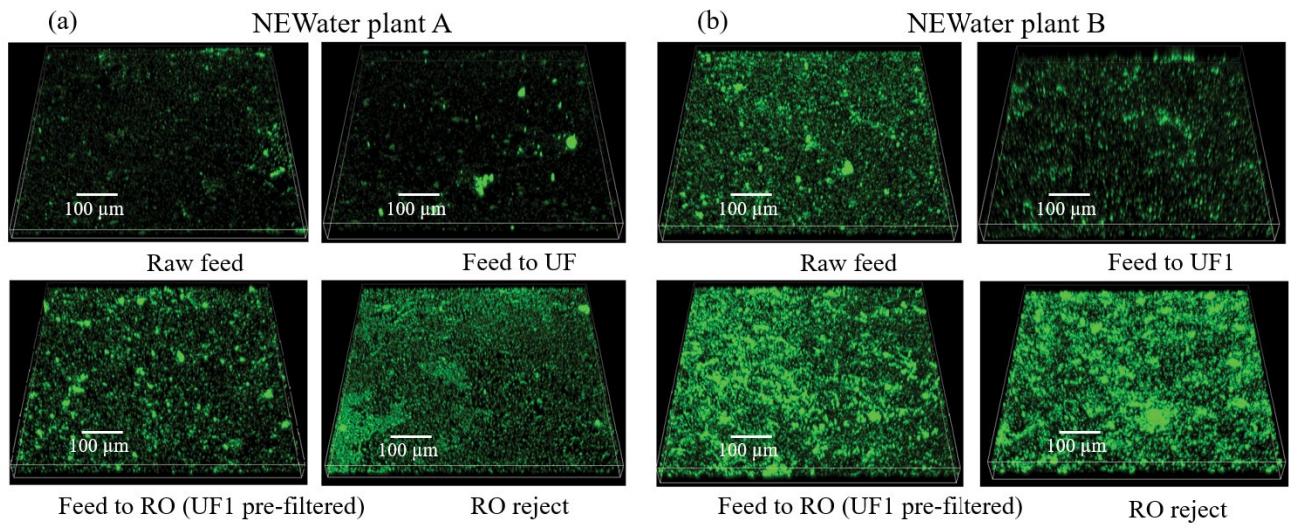 (a)
NEWater plant A
(b)
NEWater plant B
100 µm
100 µm
100 µm
100 µm
Raw feed
Feed to UF
Raw feed
Feed to UF1
100 µm
100 µm
100 µm
100 µm
Feed to RO (UF1 pre-filtered)
RO reject
Feed to RO (UF1 pre-filtered)
RO reject